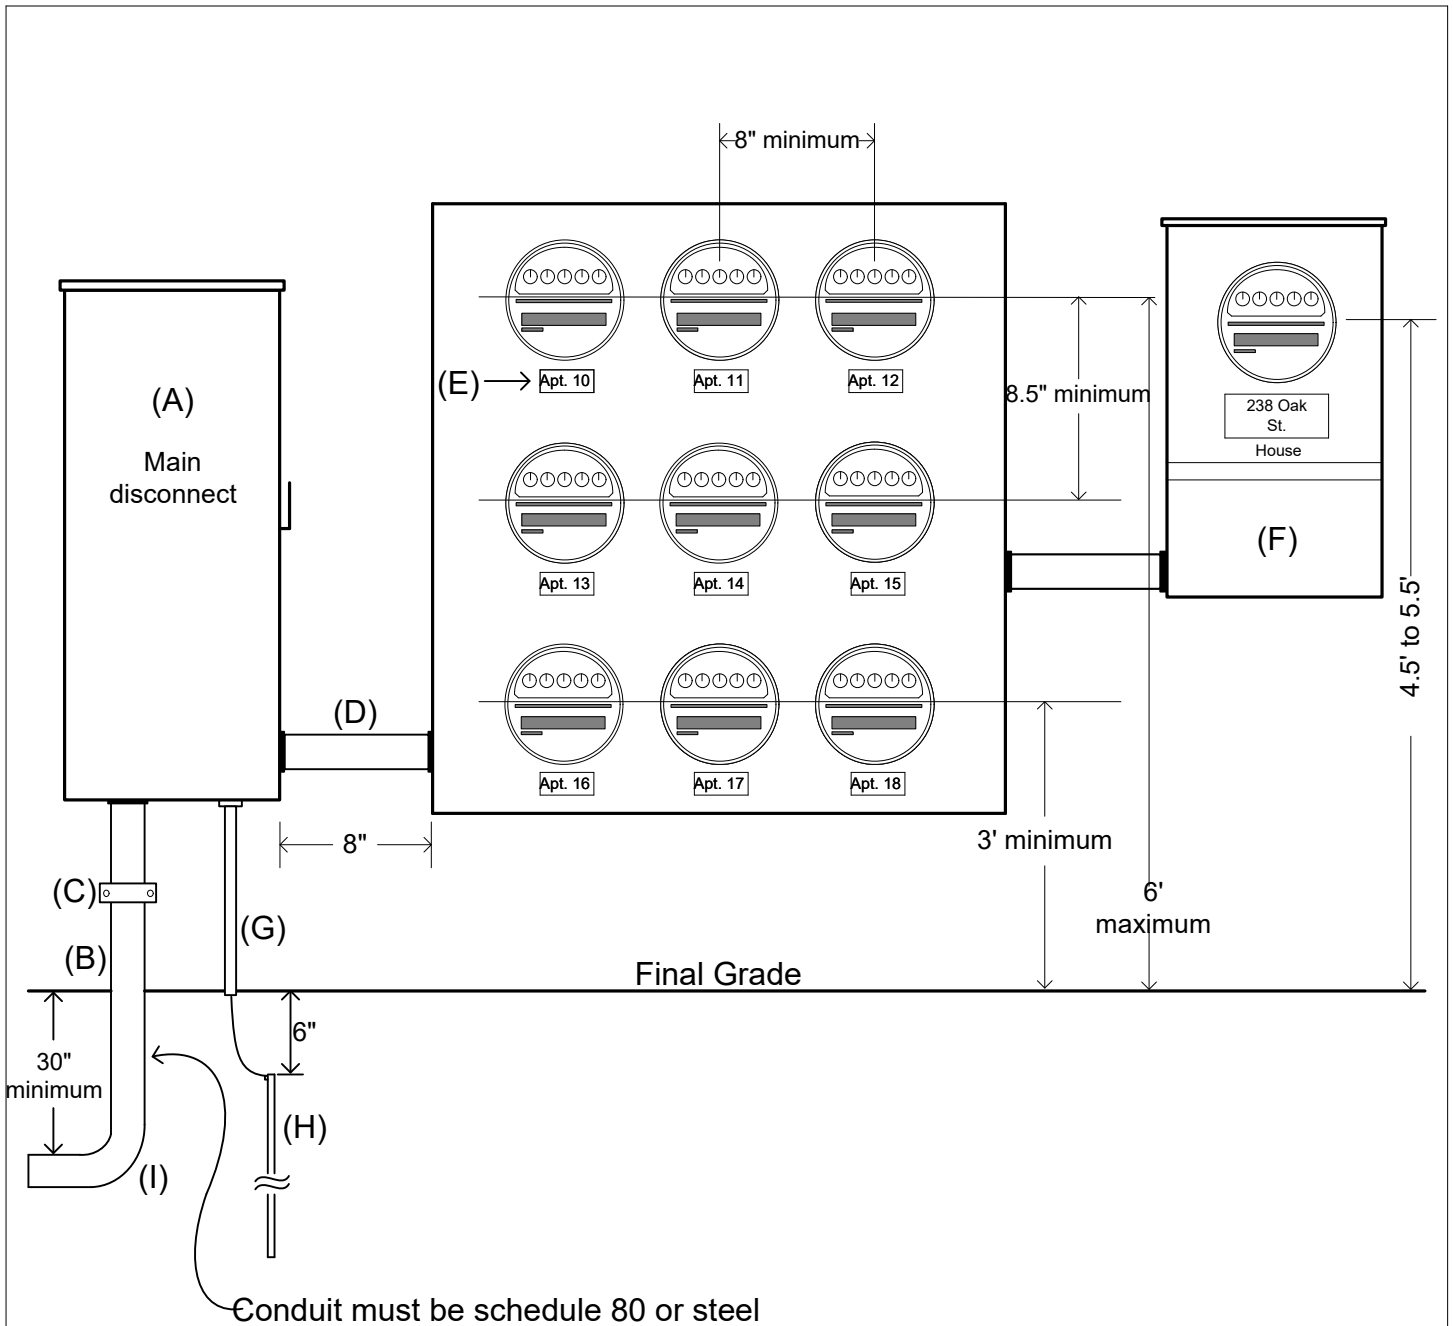 8" minimum
(A)
Main
disconnect
(E)
Apt. 10
Apt. 11
Apt. 12
8.5" minimum
238 Oak
St.
House
(F)
Apt. 13
Apt. 14
Apt. 15
4.5' to 5.5'
(D)
Apt. 16
Apt. 17
Apt. 18
8"
3' minimum
6'
maximum
(C)
(G)
(B)
Final Grade
30"
minimum
6"
(H)
(I)
Conduit must be schedule 80 or steel